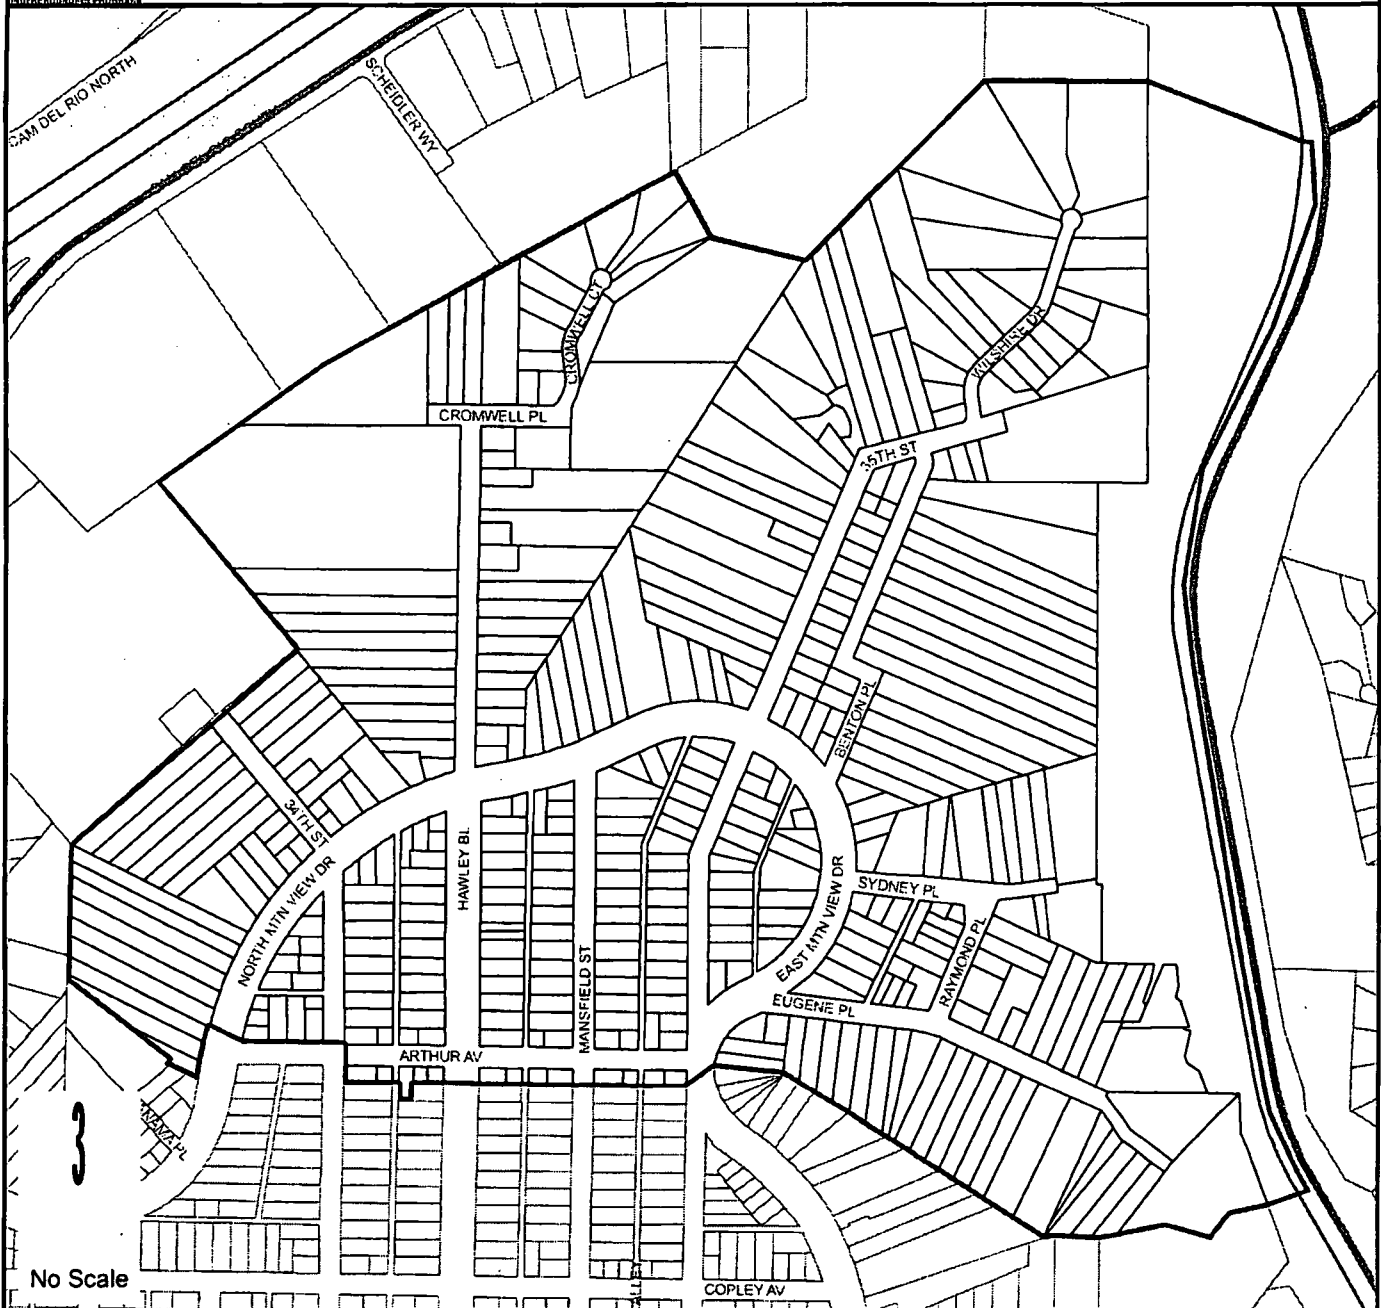 CAM DEL RIO NORTH
SCHEIDLER WY
CROMWELL CT
WILSHIRE DR
CROMWELL PL
35TH ST
BENTON PL
34TH ST
NORTH MTN VIEW DR
HAWLEY BL
MANSFIELD ST
EAST MTN VIEW DR
SYDNEY PL
RAYMOND PL
EUGENE PL
ARTHUR AV
3
No Scale
ALLEY
COPLEY AV